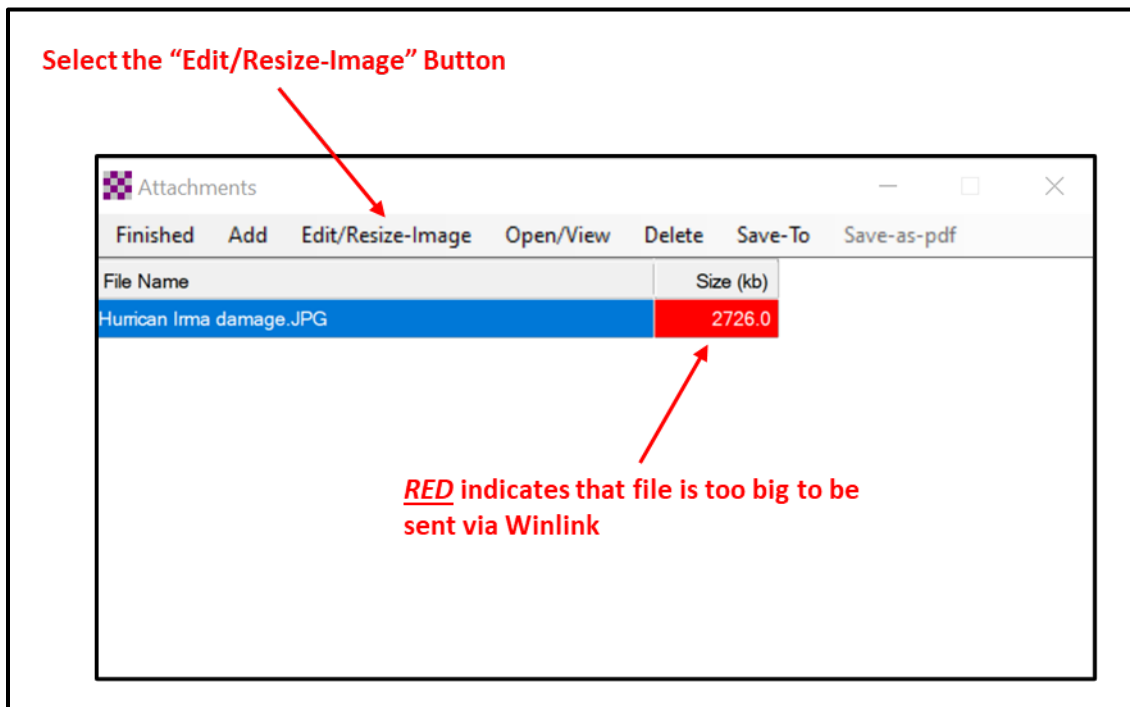 Select the “Edit/Resize-Image” Button
Attachments
Finished Add Edit/Resize-Image Open/View Delete Save-To Save-as-pdf
File Name Size (kb)
Hurrican Irma damage.JPG 2726.0
RED indicates that file is too big to be
sent via Winlink